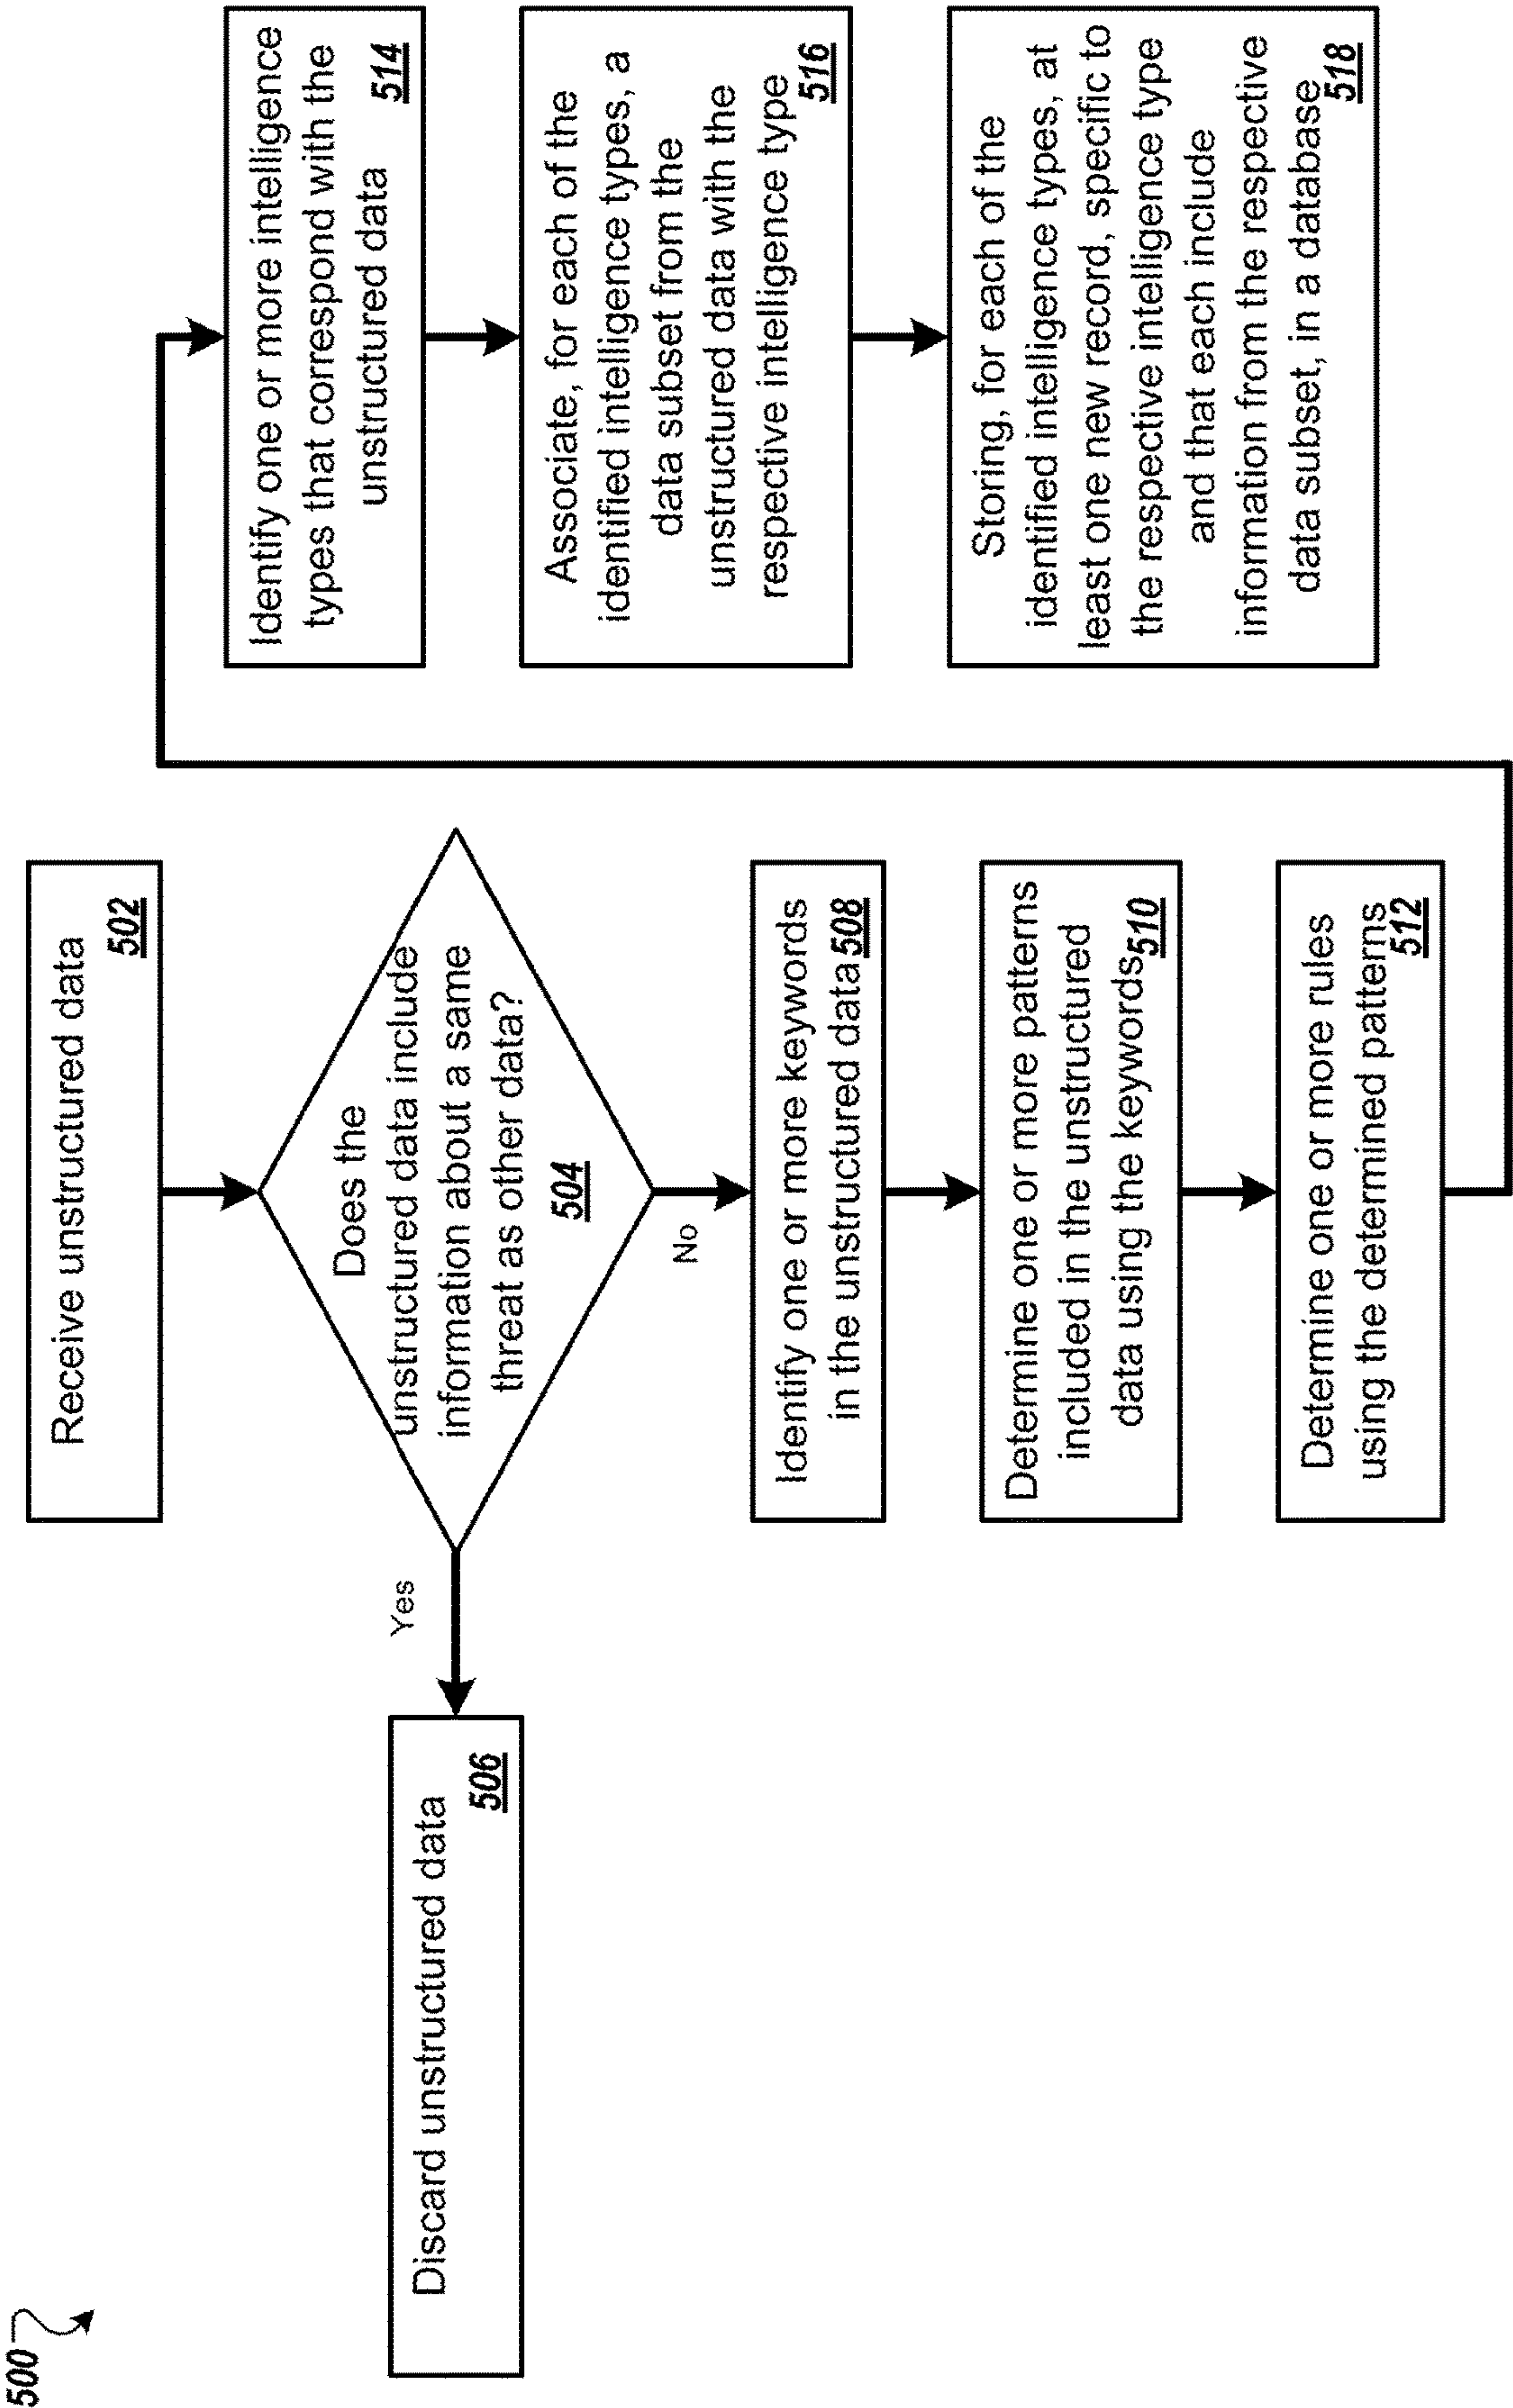 500
Receive unstructured data
502
Does the
unstructured data include
information about a same
threat as other data?
504
Yes
Discard unstructured data
506
No
Identify one or more keywords
in the unstructured data
508
Determine one or more patterns
included in the unstructured
data using the keywords
510
Determine one or more rules
using the determined patterns
512
Identify one or more intelligence
types that correspond with the
unstructured data
514
Associate, for each of the
identified intelligence types, a
data subset from the
unstructured data with the
respective intelligence type
516
Storing, for each of the
identified intelligence types, at
least one new record, specific to
the respective intelligence type
and that each include
information from the respective
data subset, in a database
518